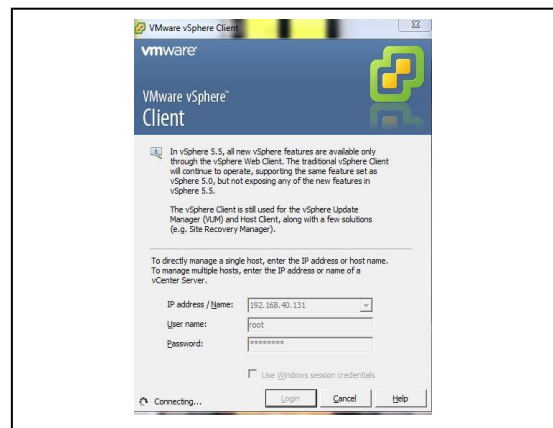 VMware vSphere Client
vmware
VMware vSphere™
Client
In vSphere 5.5, all new vSphere features are available only
through the vSphere Web Client. The traditional vSphere Client
will continue to operate, supporting the same feature set as
vSphere 5.0, but not exposing any of the new features in
vSphere 5.5.
The vSphere Client is still used for the vSphere Update
Manager (VUM) and Host Client, along with a few solutions
(e.g. Site Recovery Manager).
To directly manage a single host, enter the IP address or host name.
To manage multiple hosts, enter the IP address or name of a
vCenter Server.
IP address / Name: 192.168.40.131
User name: root
Password: ********
Use Windows session credentials
Connecting... Login Cancel Help